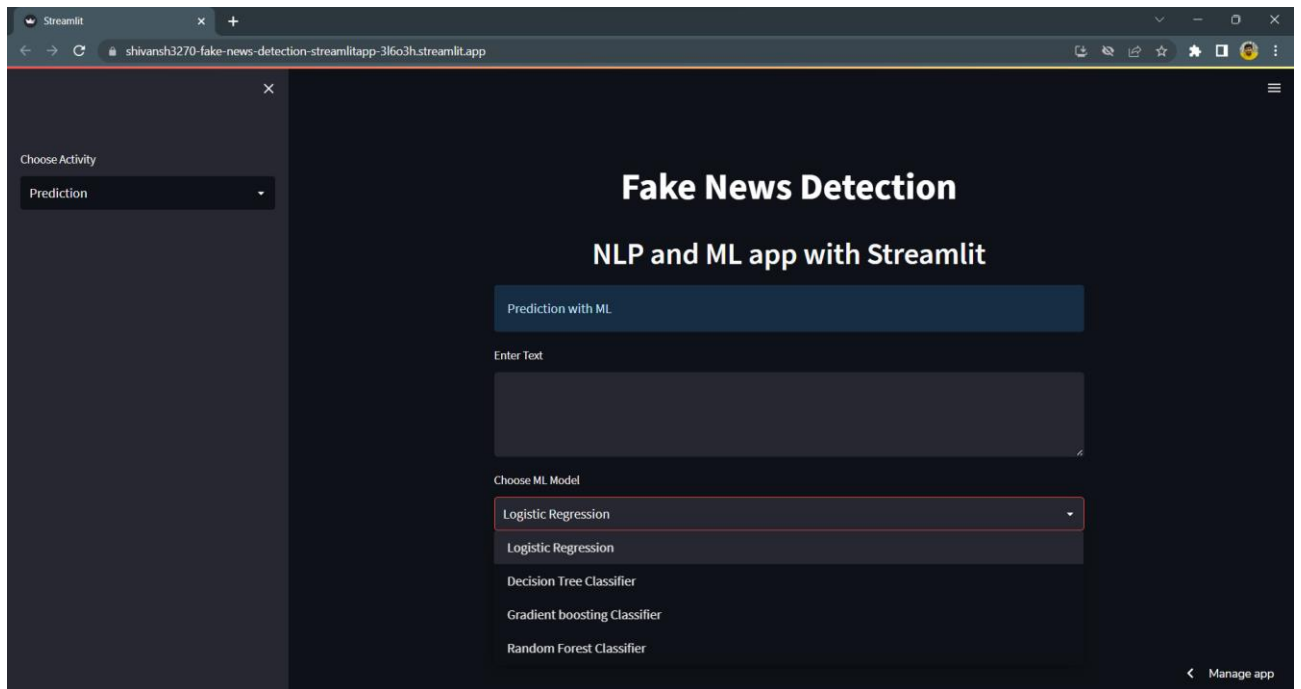 Streamlit
shivansh3270-fake-news-detection-streamlitapp-3l6o3h.streamlit.app
Choose Activity
Prediction
Fake News Detection
NLP and ML app with Streamlit
Prediction with ML
Enter Text
Choose ML Model
Logistic Regression
Logistic Regression
Decision Tree Classifier
Gradient boosting Classifier
Random Forest Classifier
Manage app